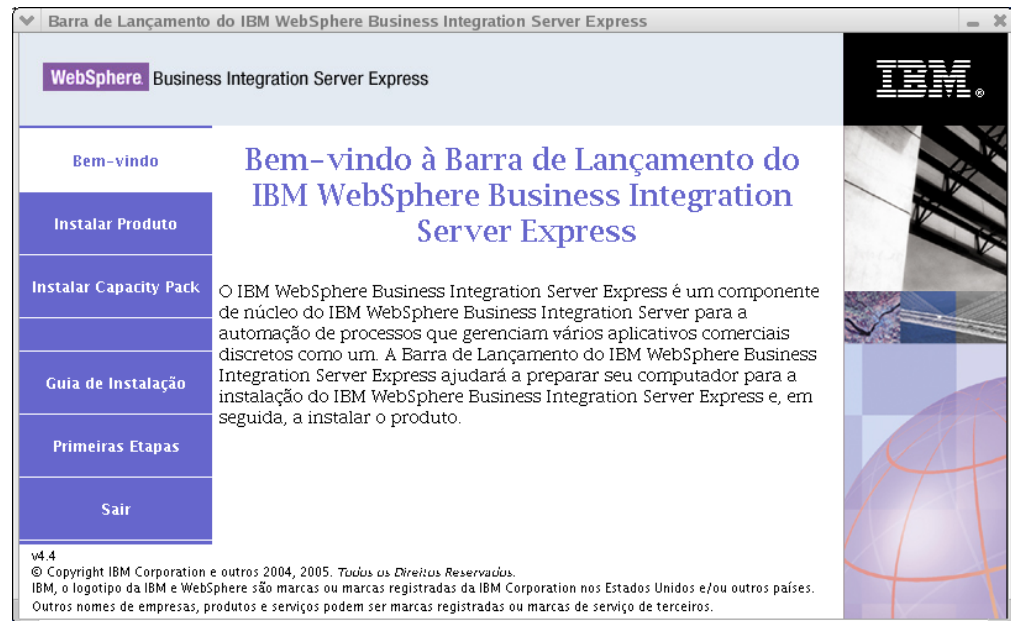 Barra de Lançamento do IBM WebSphere Business Integration Server Express
WebSphere Business Integration Server Express
IBM®
Bem-vindo
Instalar Produto
Instalar Capacity Pack
Guia de Instalação
Primeiras Etapas
Sair
Bem-vindo à Barra de Lançamento do
IBM WebSphere Business Integration
Server Express
O IBM WebSphere Business Integration Server Express é um componente
de núcleo do IBM WebSphere Business Integration Server para a
automação de processos que gerenciam vários aplicativos comerciais
discretos como um. A Barra de Lançamento do IBM WebSphere Business
Integration Server Express ajudará a preparar seu computador para a
instalação do IBM WebSphere Business Integration Server Express e, em
seguida, a instalar o produto.
v4.4
© Copyright IBM Corporation e outros 2004, 2005. Todos os Direitos Reservados.
IBM, o logotipo da IBM e WebSphere são marcas ou marcas registradas da IBM Corporation nos Estados Unidos e/ou outros países.
Outros nomes de empresas, produtos e serviços podem ser marcas registradas ou marcas de serviço de terceiros.